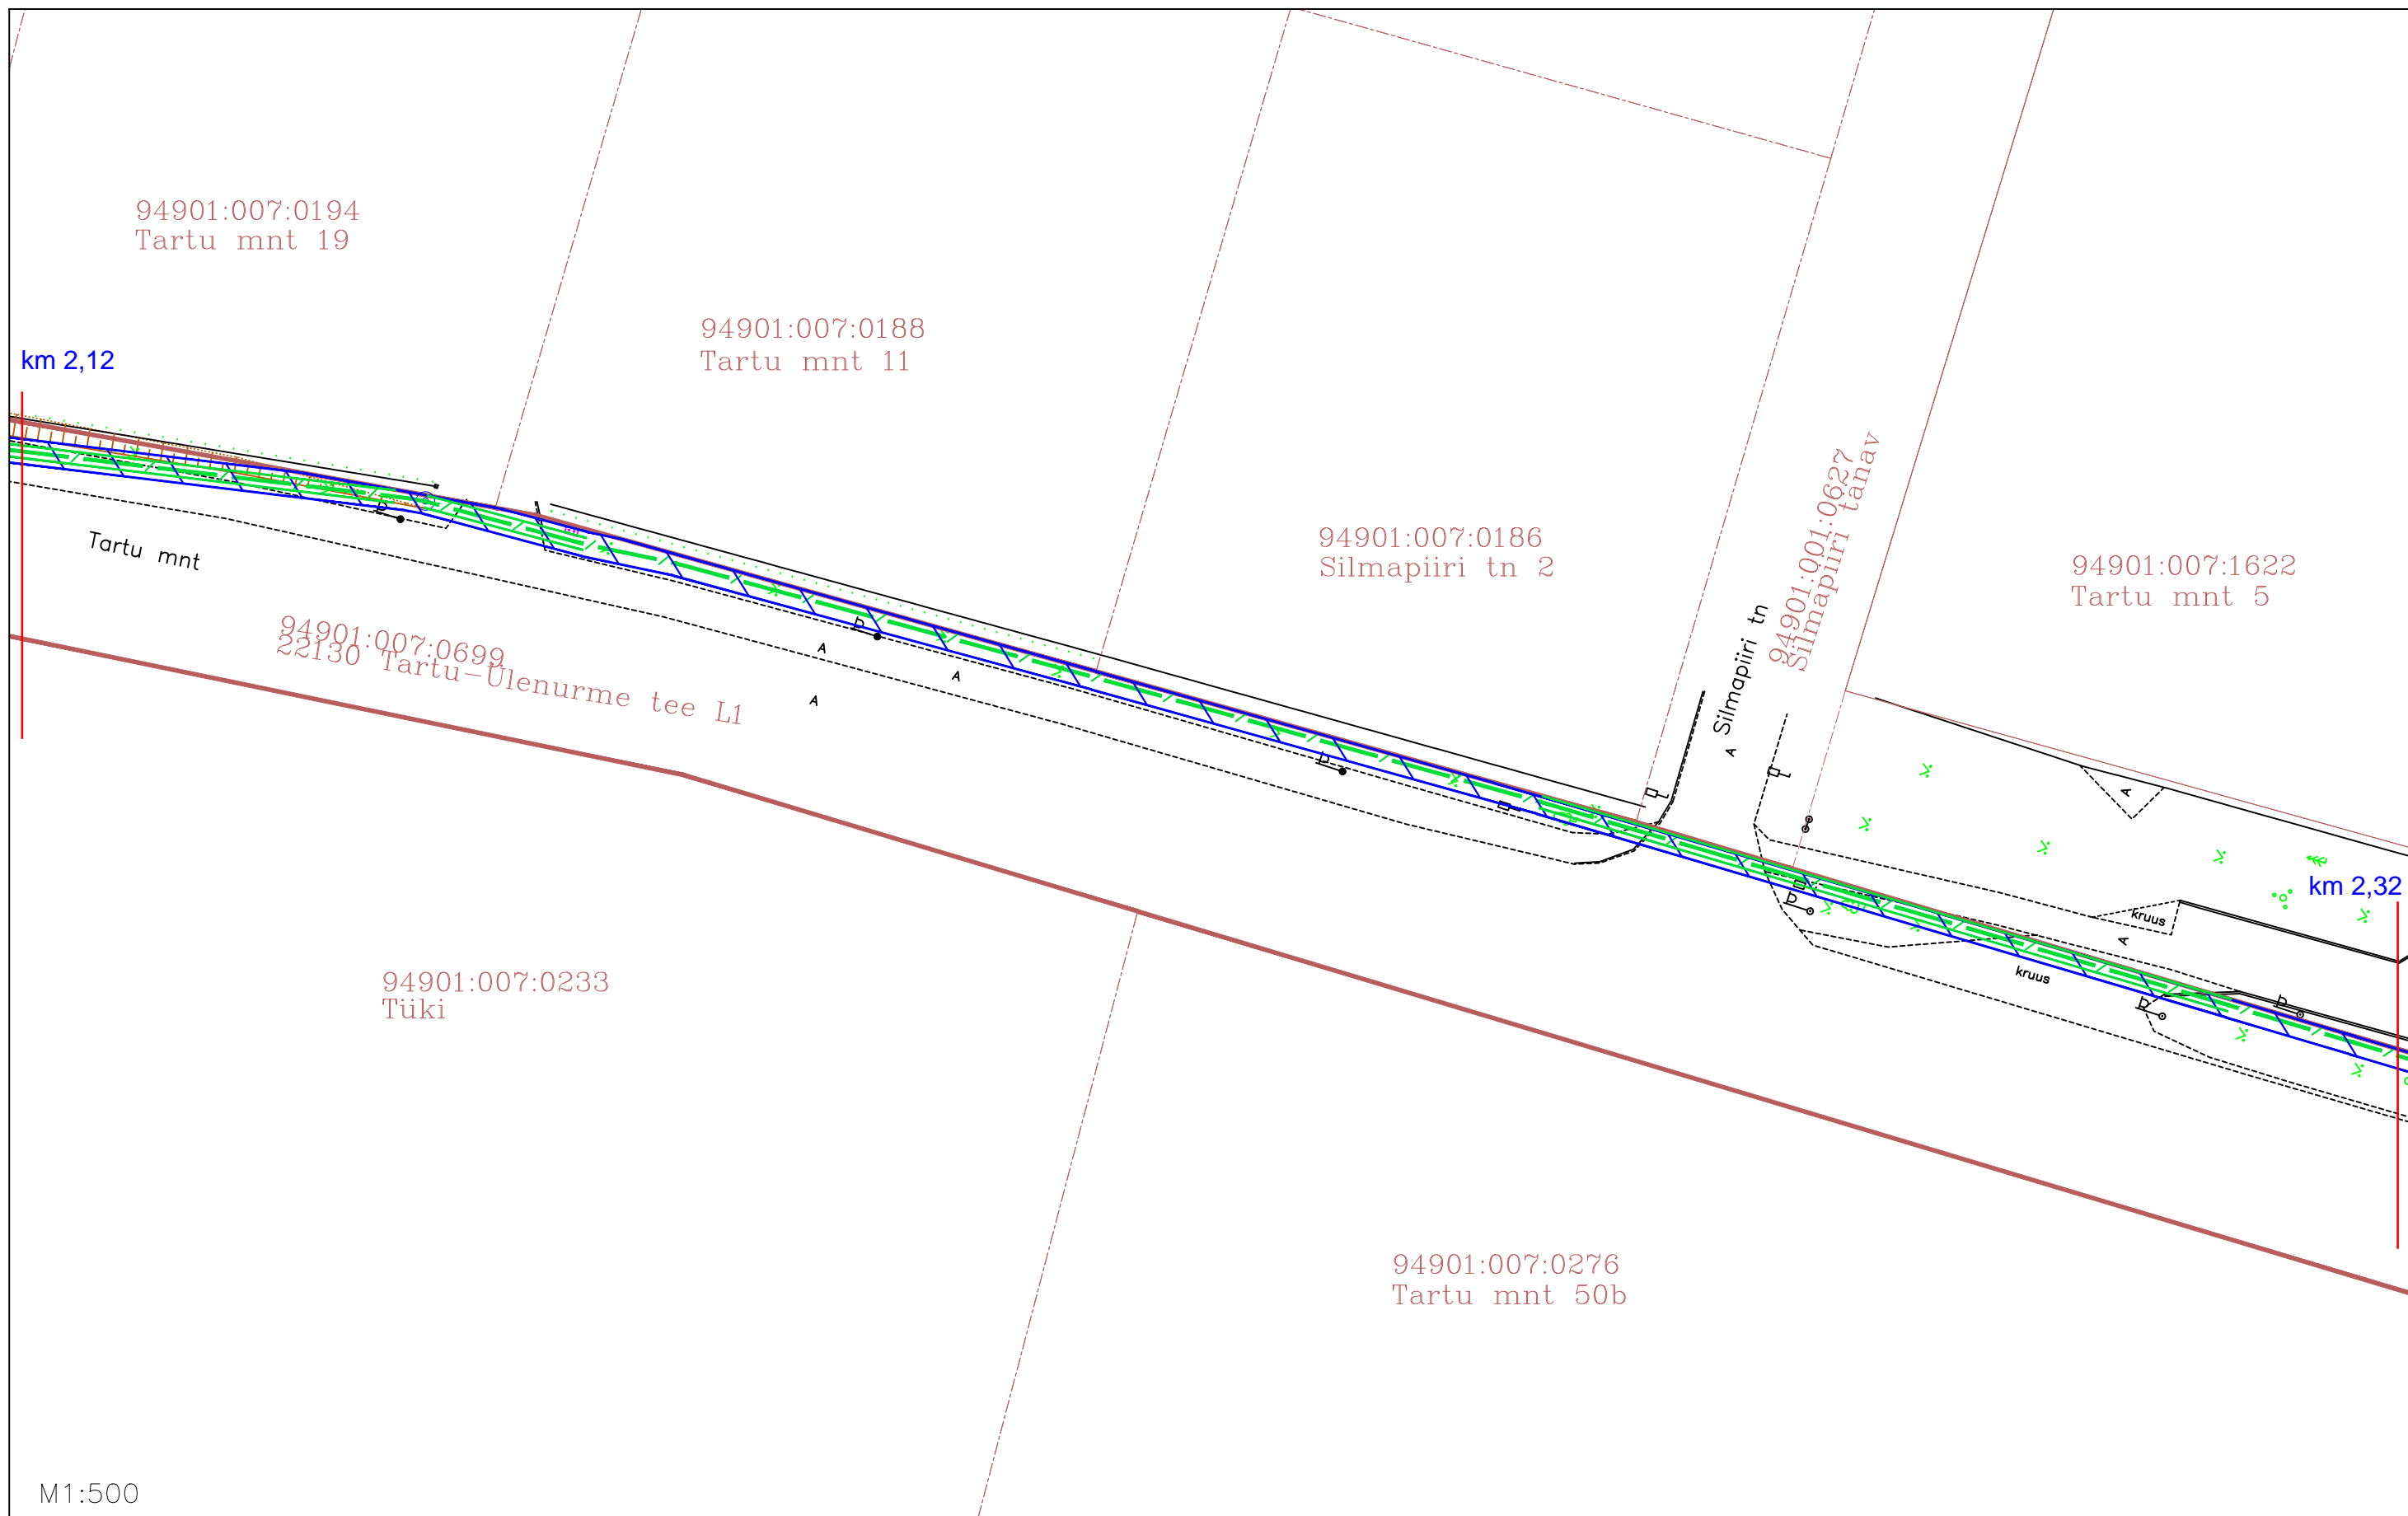 94901:007:0194
Tartu mnt 19
94901:007:0188
Tartu mnt 11
km 2,12
94901:007:0186
Silmapiiri tn 2
94901:001:0627
Silmapiiri tänav
94901:007:1622
Tartu mnt 5
Tartu mnt
Silmapiiri tn
94901:007:0699
22130 Tartu-Ülenurme tee L1
A
A
A
A
A
km 2,32
kruus
A
kruus
94901:007:0233
Tüki
94901:007:0276
Tartu mnt 50b
M1:500